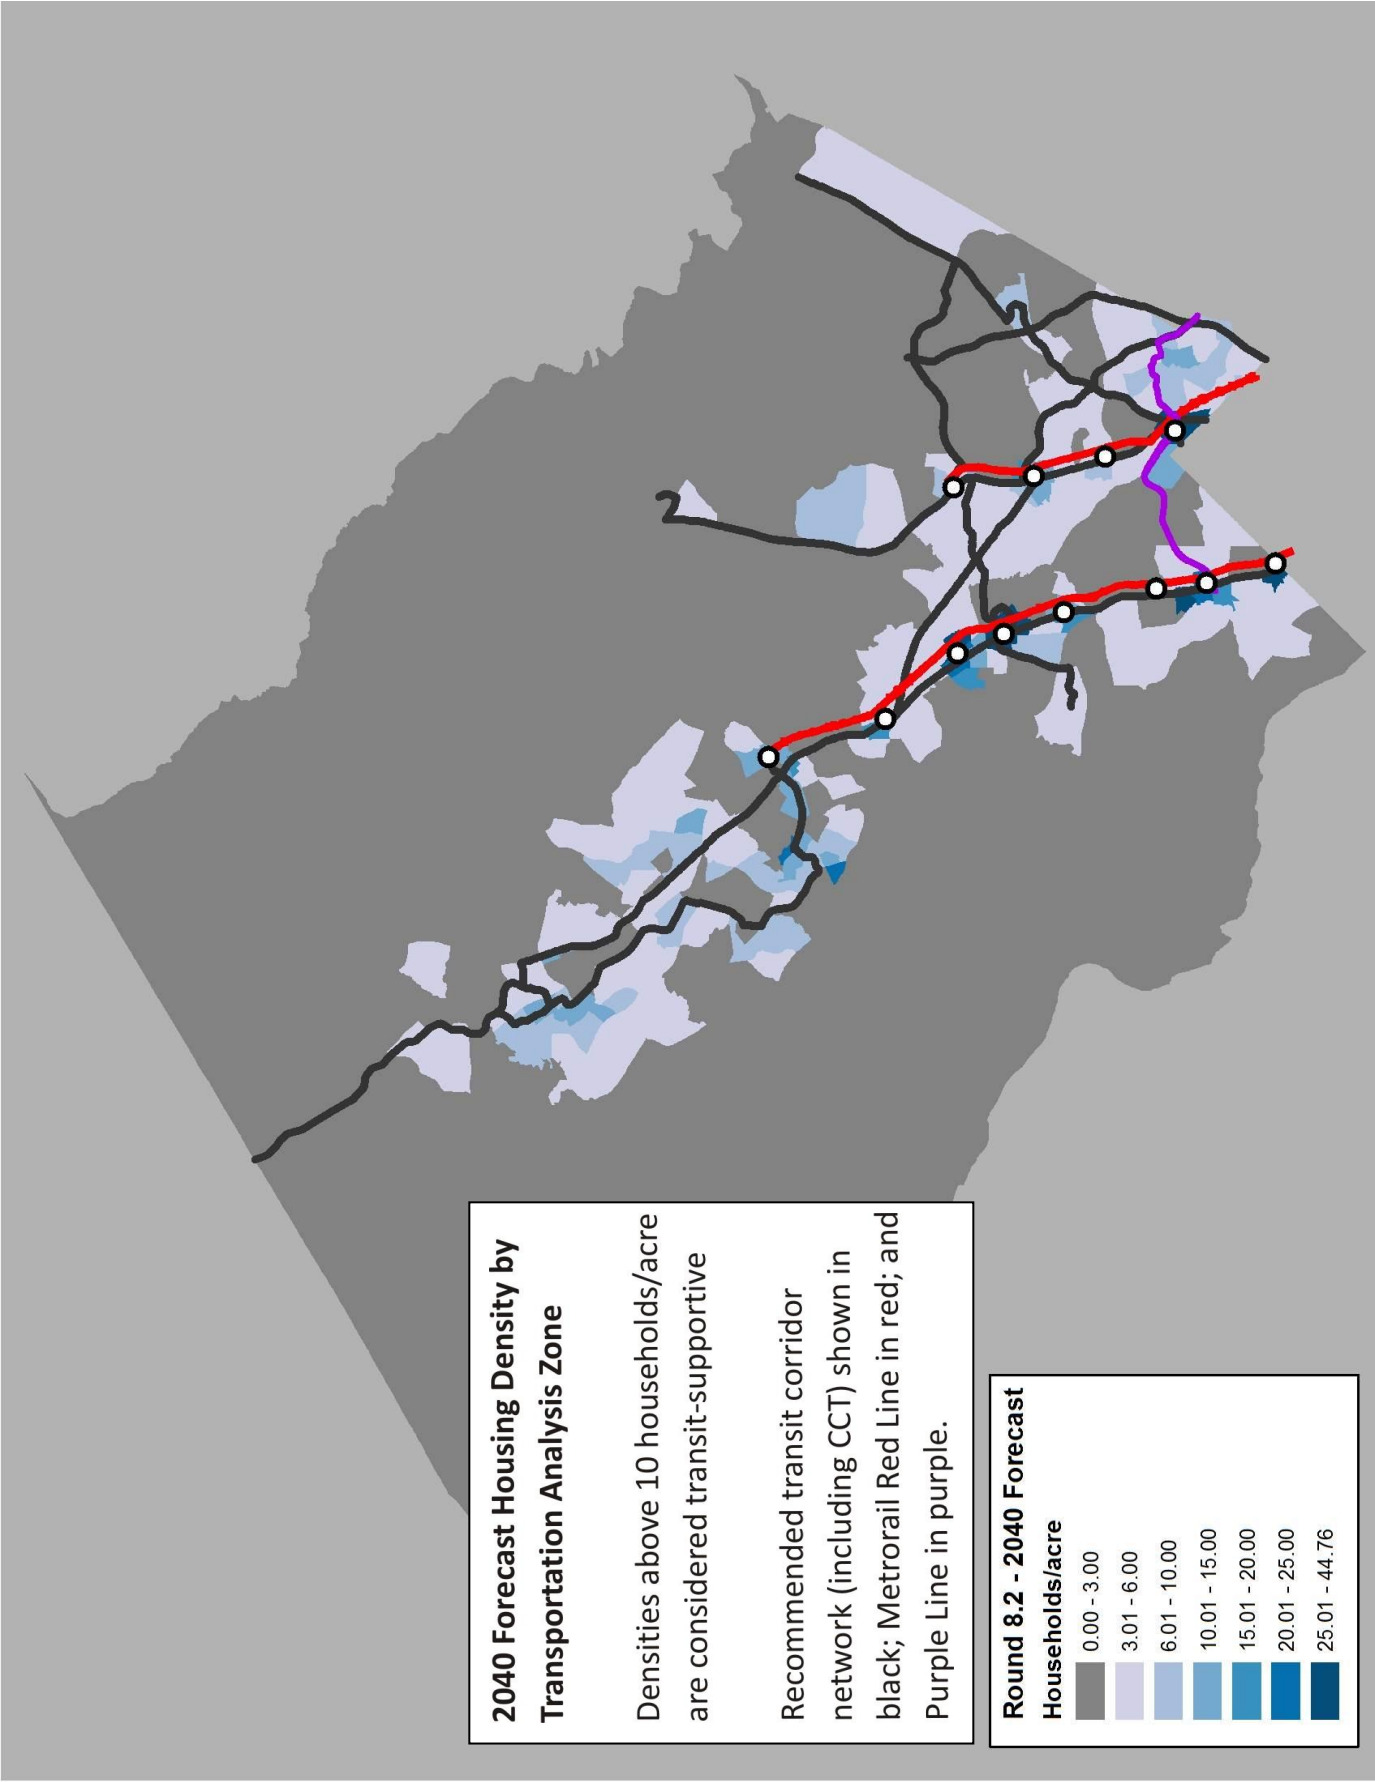 2040 Forecast Housing Density by
Transportation Analysis Zone
Densities above 10 households/acre
are considered transit-supportive
Recommended transit corridor
network (including CCT) shown in
black; Metrorail Red Line in red; and
Purple Line in purple.
Round 8.2 - 2040 Forecast
Households/acre
0.00 - 3.00
3.01 - 6.00
6.01 - 10.00
10.01 - 15.00
15.01 - 20.00
20.01 - 25.00
25.01 - 44.76